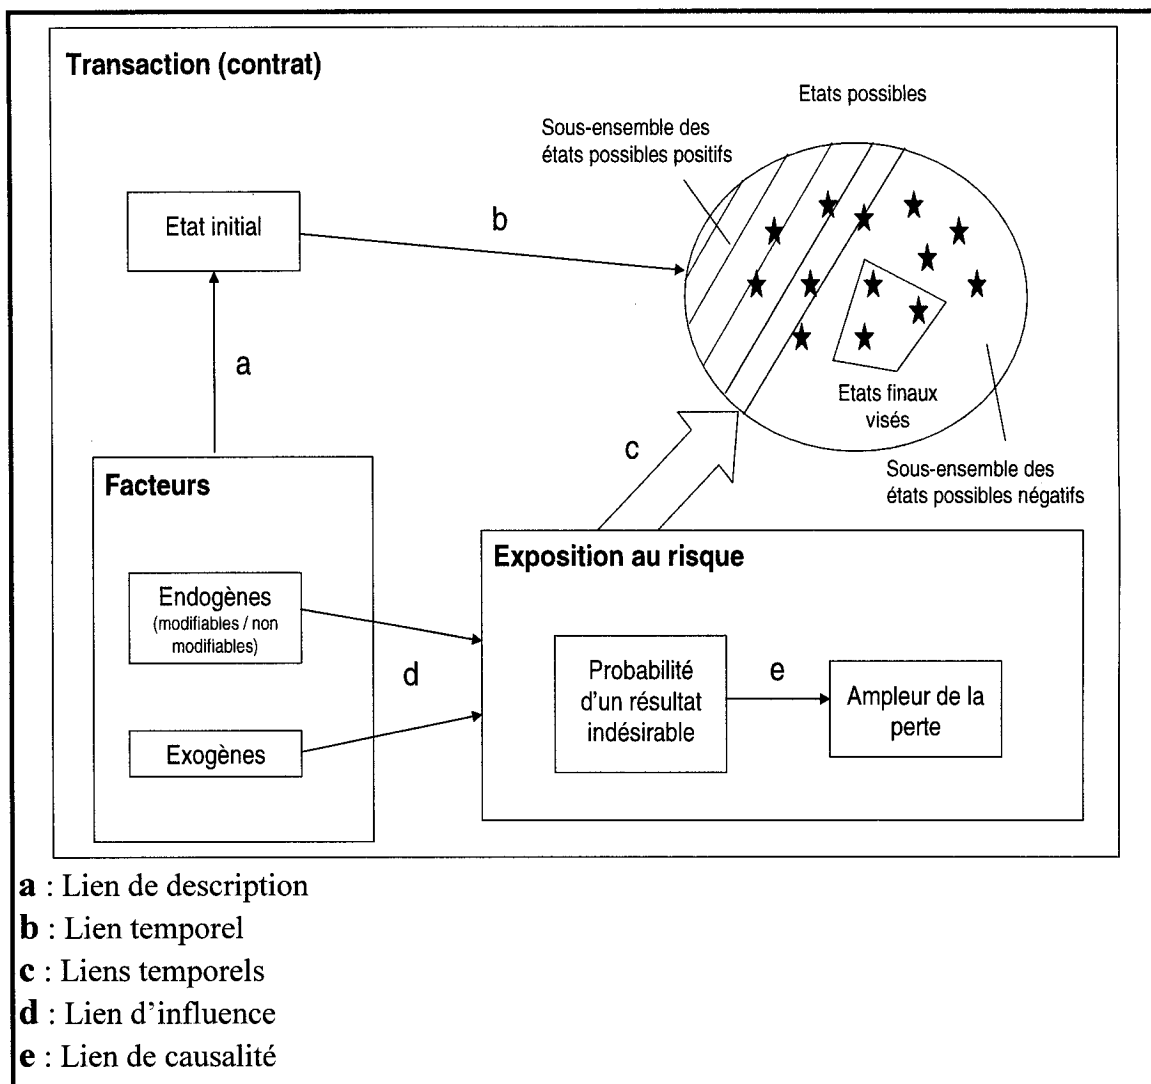 Transaction (contrat)
Etats possibles
Sous-ensemble des
états possibles positifs
Etat initial
b
a
Etats finaux
visés
c
Sous-ensemble des
états possibles négatifs
Facteurs
Exposition au risque
Endogènes
(modifiables / non
modifiables)
d
Probabilité
d'un résultat
indésirable
e
Ampleur de la
perte
Exogènes
a : Lien de description
b : Lien temporel
c : Liens temporels
d : Lien d'influence
e : Lien de causalité